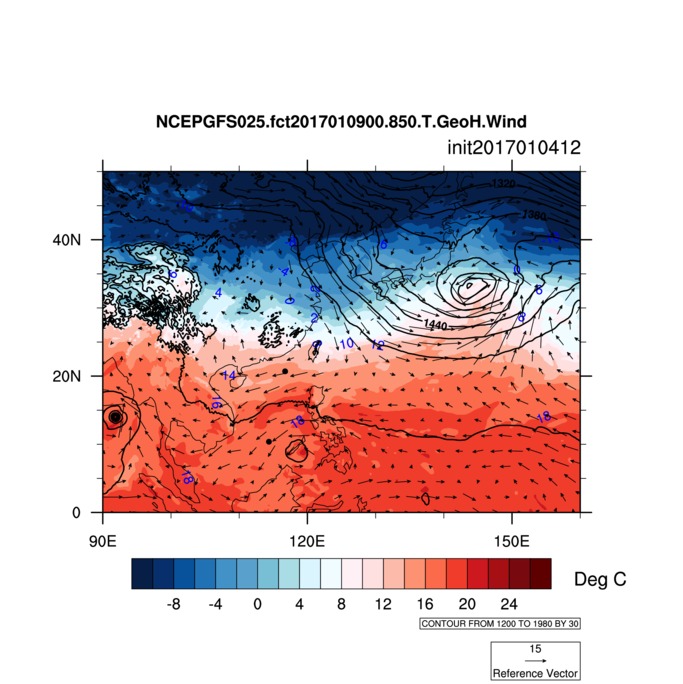 NCEPGFS025.fct2017010900.850.T.GeoH.Wind
init2017010412
1320
1380
40N
4
4
0
8
2
1440
8
10
12
20N
14
16
18
18
18
0
90E 120E 150E
-8 -4 0 4 8 12 16 20 24 Deg C
CONTOUR FROM 1200 TO 1980 BY 30
15
Reference Vector